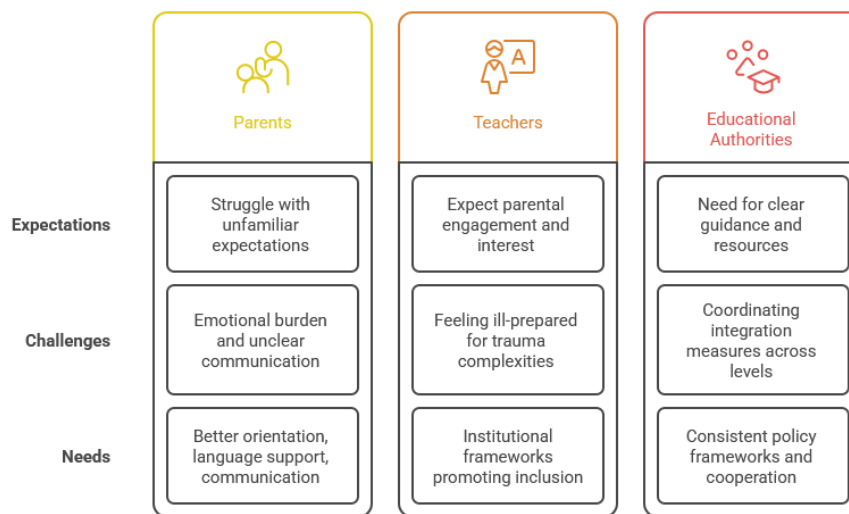 A
Parents
Teachers
Educational
Authorities
Expectations
Struggle with
unfamiliar
expectations
Expect parental
engagement and
interest
Need for clear
guidance and
resources
Challenges
Emotional burden
and unclear
communication
Feeling ill-prepared
for trauma
complexities
Coordinating
integration
measures across
levels
Needs
Better orientation,
language support,
communication
Institutional
frameworks
promoting inclusion
Consistent policy
frameworks and
cooperation